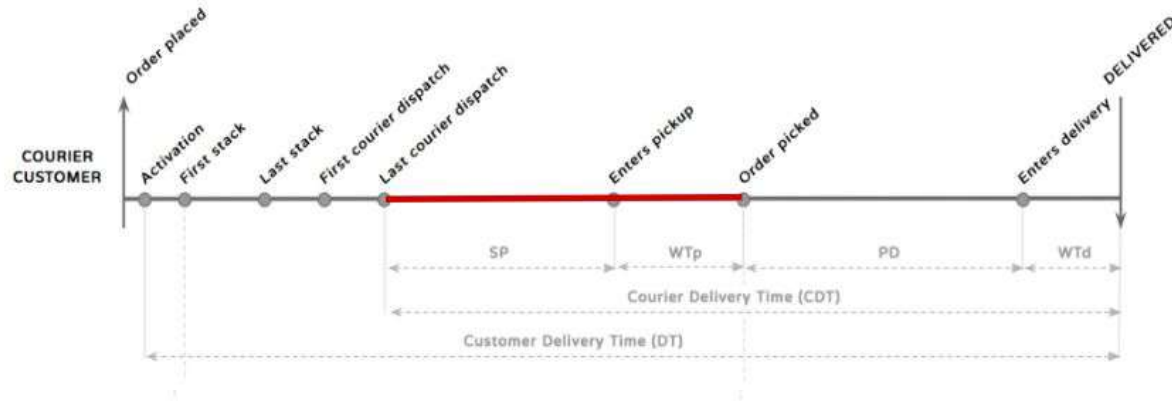 Order placed
Activation
First stack
Last stack
First courier dispatch
Last courier dispatch
Enters pickup
Order picked
Enters delivery
DELIVERED
COURIER
CUSTOMER
SP
WTp
PD
WTd
Courier Delivery Time (CDT)
Customer Delivery Time (DT)